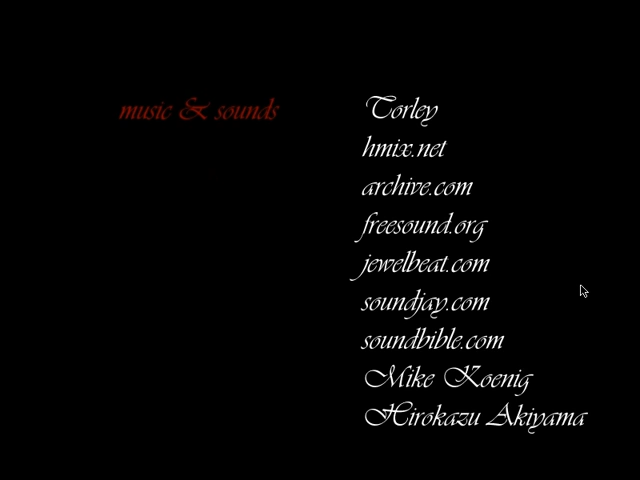 music & sounds
Torley
hmix.net
archive.com
freesound.org
jewelbeat.com
soundjay.com
soundbible.com
Mike Koenig
Hirokazu Akiyama